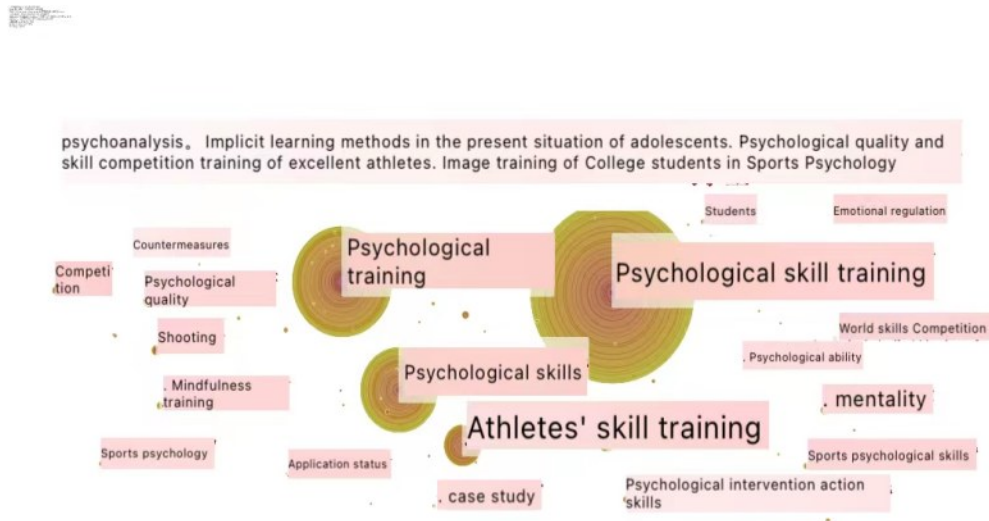 psychoanalysis。 Implicit learning methods in the present situation of adolescents. Psychological quality and
skill competition training of excellent athletes. Image training of College students in Sports Psychology
Students
Emotional regulation
Countermeasures
Psychological
training
Psychological skill training
Competi
tion
Psychological
quality
Shooting
World skills Competition
. Psychological ability
Psychological skills
. Mindfulness
training
. mentality
Athletes' skill training
Sports psychology
Application status
Sports psychological skills
. case study
Psychological intervention action
skills